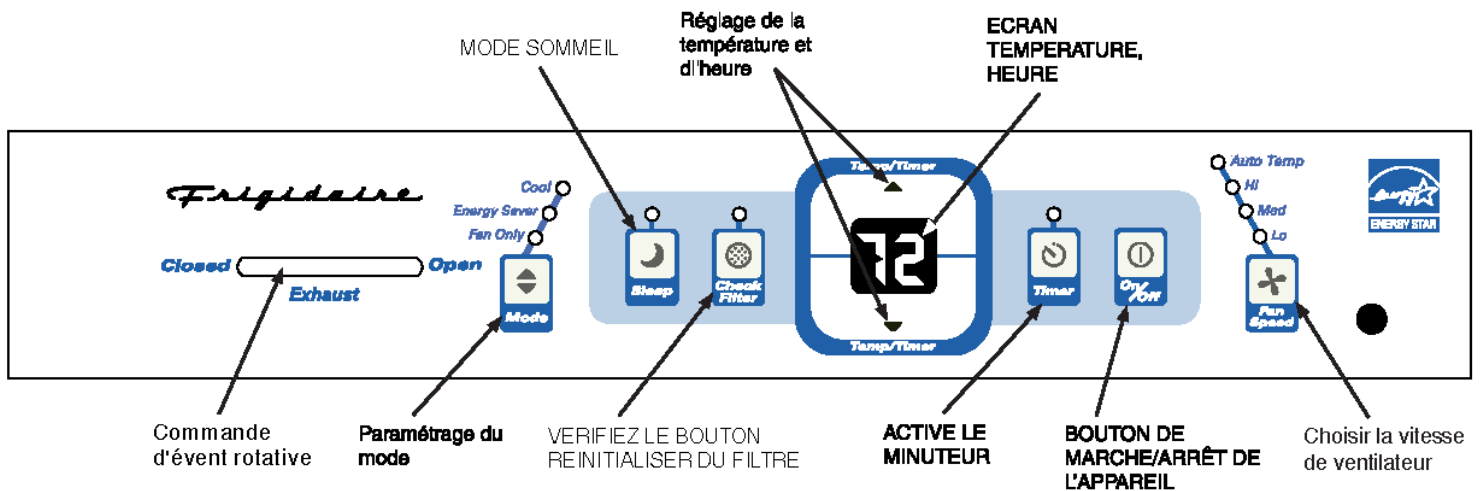 MODE SOMMEIL
Réglage de la
température et
dl'heure
ECRAN
TEMPERATURE,
HEURE
Frigidaire
Closed
Open
Exhaust
Cool
Energy Saver
Fan Only
Mode
Sleep
Check
Filter
Temp/Timer
72
Temp/Timer
Timer
On/Off
Auto Temp
Hi
Med
Lo
Fan
Speed
ENERGY STAR
Commande
d'évent rotative
Paramétrage du
mode
VERIFIEZ LE BOUTON
REINITIALISER DU FILTRE
ACTIVE LE
MINUTEUR
BOUTON DE
MARCHE/ARRÊT DE
L'APPAREIL
Choisir la vitesse
de ventilateur